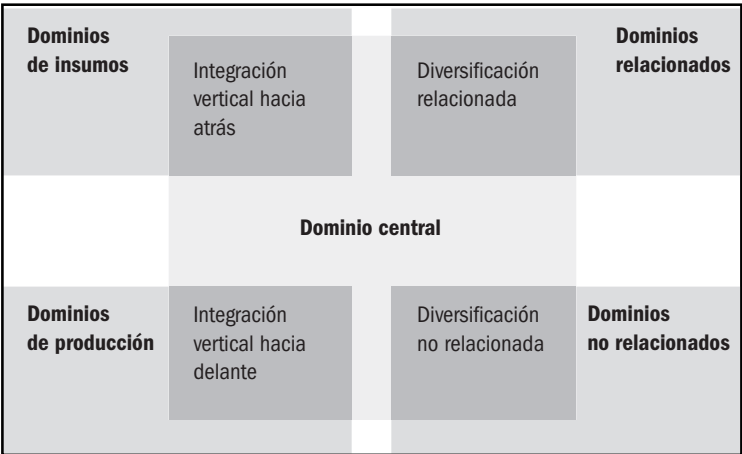 Dominios
de insumos
Integración
vertical hacia
atrás
Diversificación
relacionada
Dominios
relacionados
Dominio central
Dominios
de producción
Integración
vertical hacia
delante
Diversificación
no relacionada
Dominios
no relacionados